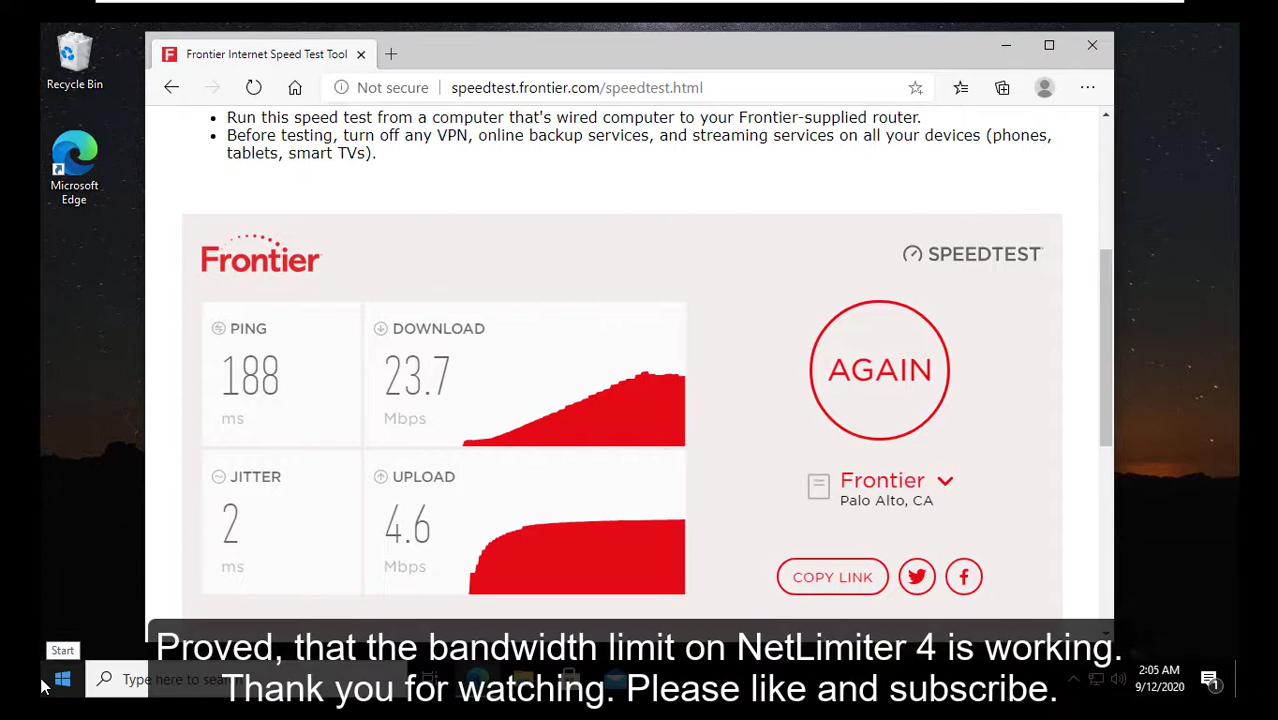 Recycle Bin
Microsoft
Edge
Frontier Internet Speed Test Tool
Not secure
speedtest.frontier.com/speedtest.html
Run this speed test from a computer that's wired computer to your Frontier-supplied router.
Before testing, turn off any VPN, online backup services, and streaming services on all your devices (phones,
tablets, smart TVs).
Frontier
SPEEDTEST
PING
188
ms
DOWNLOAD
23.7
Mbps
AGAIN
JITTER
2
ms
UPLOAD
4.6
Mbps
Frontier
Palo Alto, CA
COPY LINK
Proved, that the bandwidth limit on NetLimiter 4 is working.
Thank you for watching. Please like and subscribe.
Start
Type here to search
2:05 AM
9/12/2020
1